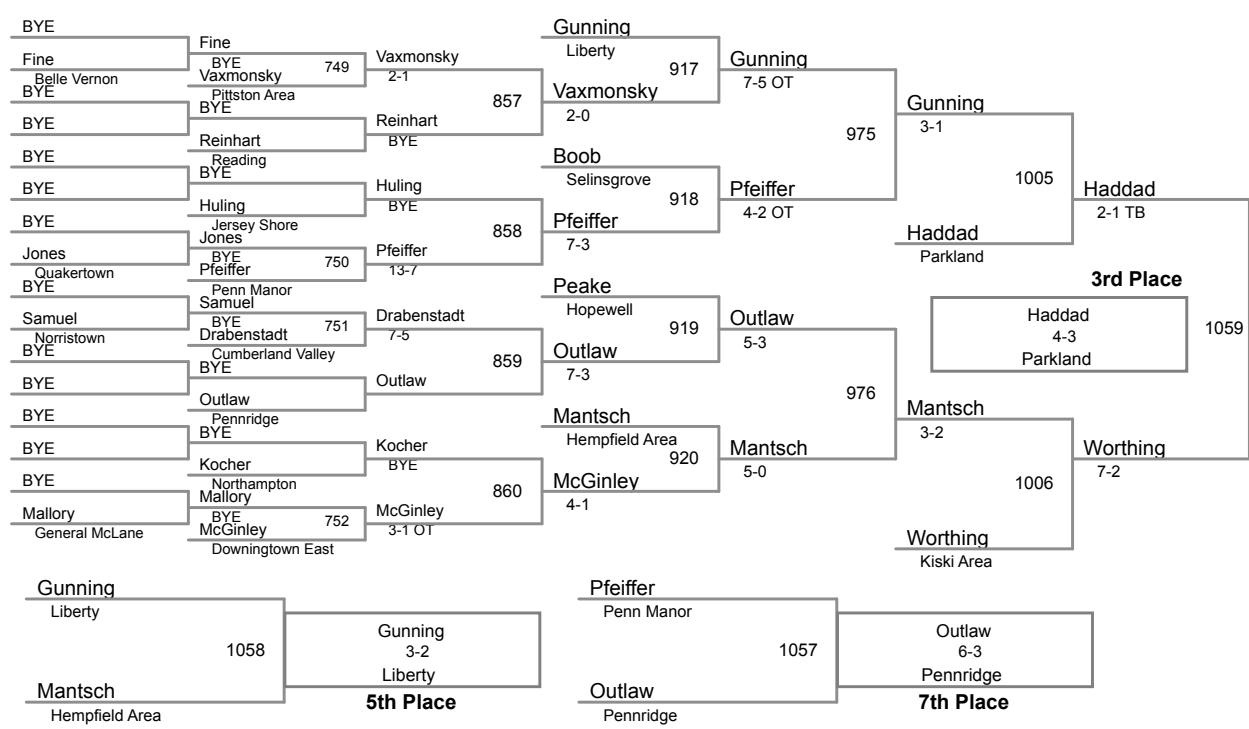 BYE
Fine
Belle Vernon
BYE
BYE
BYE
BYE
BYE
Jones
Quakertown
BYE
Samuel
Norristown
BYE
BYE
BYE
BYE
BYE
Mallory
General McLane
Fine
BYE
749
Vaxmonsky
Pittston Area
BYE
Reinhart
Reading
BYE
Huling
Jersey Shore
Jones
BYE
750
Pfeiffer
Penn Manor
Samuel
BYE
751
Drabenstadt
Cumberland Valley
BYE
Outlaw
Pennridge
BYE
Kocher
Northampton
Mallory
BYE
752
McGinley
Downingtown East
Vaxmonsky
2-1
857
Reinhart
BYE
Huling
BYE
858
Pfeiffer
13-7
Drabenstadt
7-5
859
Outlaw
Kocher
BYE
860
McGinley
3-1 OT
Gunning
Liberty
917
Vaxmonsky
2-0
Boob
Selinsgrove
918
Pfeiffer
7-3
Peake
Hopewell
919
Outlaw
7-3
Mantsch
Hempfield Area
920
McGinley
4-1
Gunning
7-5 OT
975
Pfeiffer
4-2 OT
Outlaw
5-3
976
Mantsch
5-0
Gunning
3-1
1005
Haddad
Parkland
Mantsch
3-2
1006
Worthing
Kiski Area
Haddad
2-1 TB
3rd Place
Haddad
4-3
Parkland
1059
Worthing
7-2
Gunning
Liberty
1058
Mantsch
Hempfield Area
Gunning
3-2
Liberty
5th Place
Pfeiffer
Penn Manor
1057
Outlaw
Pennridge
Outlaw
6-3
Pennridge
7th Place